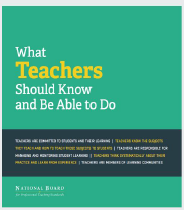 What
Teachers
Should Know
and Be Able to Do
TEACHERS ARE COMMITTED TO STUDENTS AND THEIR LEARNING | TEACHERS KNOW THE SUBJECTS
THEY TEACH AND HOW TO TEACH THOSE SUBJECTS TO STUDENTS | TEACHERS ARE RESPONSIBLE FOR
MANAGING AND MONITORING STUDENT LEARNING | TEACHERS THINK SYSTEMATICALLY ABOUT THEIR
PRACTICE AND LEARN FROM EXPERIENCE | TEACHERS ARE MEMBERS OF LEARNING COMMUNITIES
NATIONAL BOARD
for Professional Teaching Standards